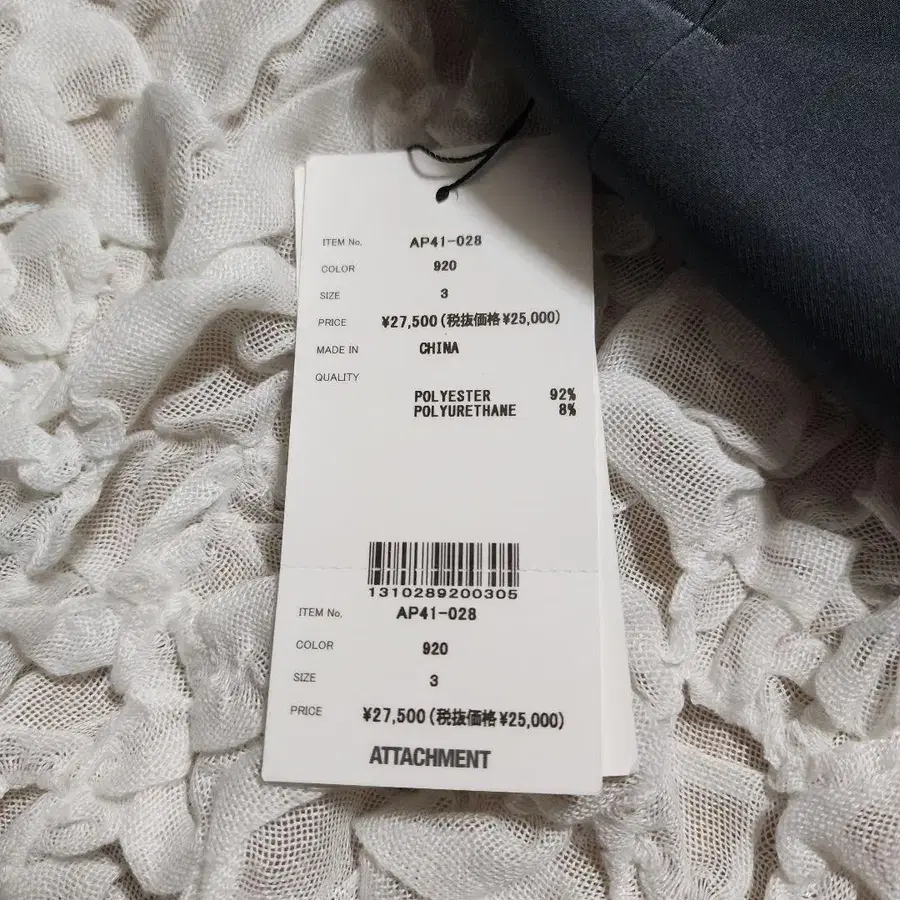 ITEM No. AP41-028
COLOR 920
SIZE 3
PRICE ¥27,500(税抜価格¥25,000)
MADE IN CHINA
QUALITY
POLYESTER 92%
POLYURETHANE 8%
1310289200305
ITEM No. AP41-028
COLOR 920
SIZE 3
PRICE ¥27,500(税抜価格¥25,000)
ATTACHMENT